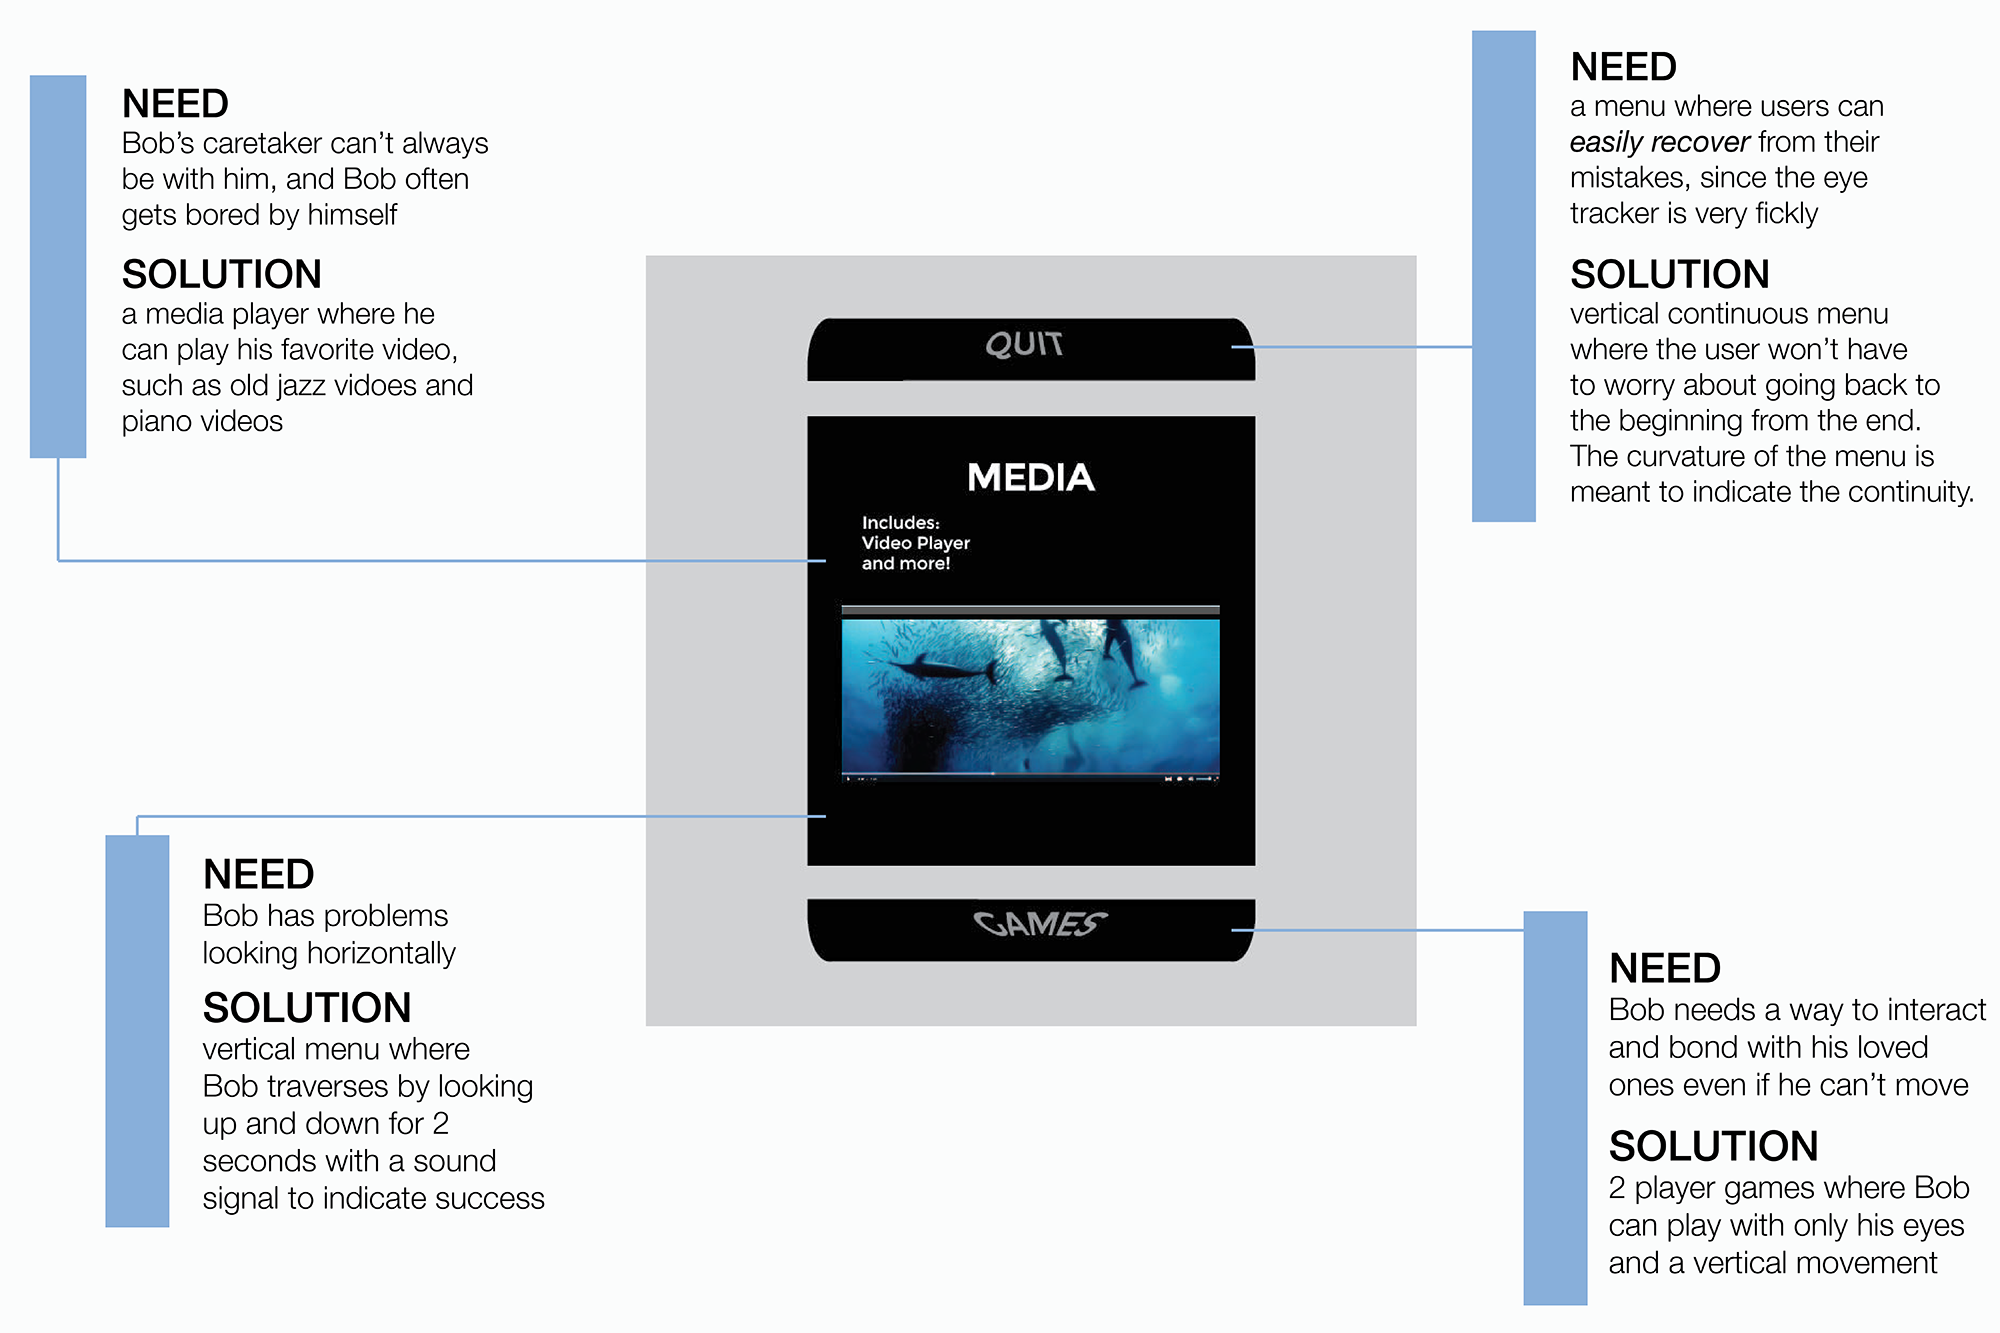 NEED
Bob's caretaker can't always
be with him, and Bob often
gets bored by himself
SOLUTION
a media player where he
can play his favorite video,
such as old jazz vidoes and
piano videos
NEED
a menu where users can
easily recover from their
mistakes, since the eye
tracker is very fickly
SOLUTION
vertical continuous menu
where the user won't have
to worry about going back to
the beginning from the end.
The curvature of the menu is
meant to indicate the continuity.
QUIT
MEDIA
Includes:
Video Player
and more!
GAMES
NEED
Bob has problems
looking horizontally
SOLUTION
vertical menu where
Bob traverses by looking
up and down for 2
seconds with a sound
signal to indicate success
NEED
Bob needs a way to interact
and bond with his loved
ones even if he can't move
SOLUTION
2 player games where Bob
can play with only his eyes
and a vertical movement